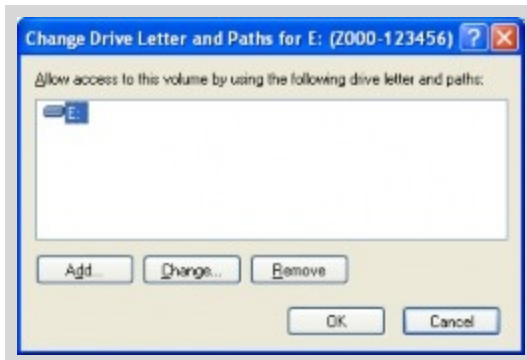 Change Drive Letter and Paths for E: (Z000-123456)
Allow access to this volume by using the following drive letter and paths:
E:
Add... Change... Remove
OK Cancel